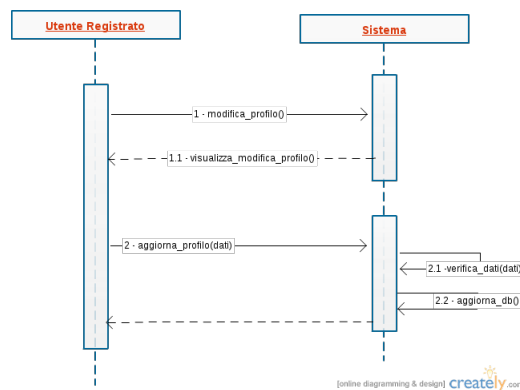 Utente Registrato
Sistema
1 - modifica_profilo()
1.1 - visualizza_modifica_profilo()
2 - aggiorna_profilo(dati)
2.1 -verifica_dati(dati)
2.2 - aggiorna_db()
[online diagramming & design] creately.com